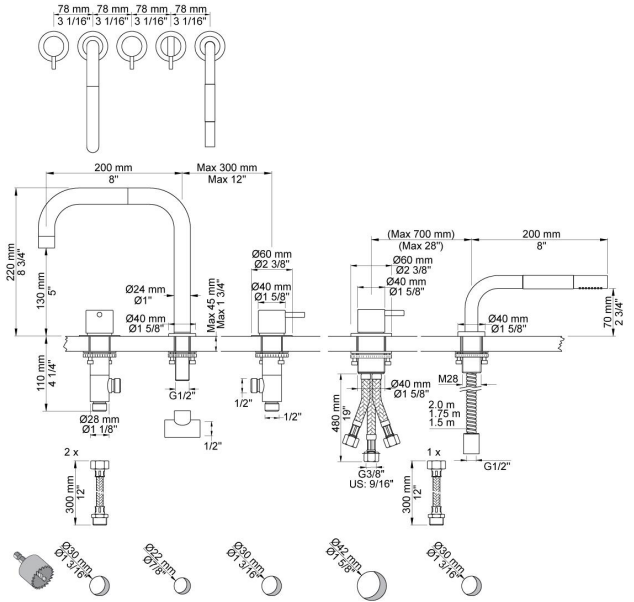 78 mm 78 mm 78 mm 78 mm
3 1/16" 3 1/16" 3 1/16" 3 1/16"
200 mm
8"
Max 300 mm
Max 12"
(Max 700 mm)
(Max 28")
200 mm
8"
220 mm
8 3/4"
130 mm
5"
Ø24 mm
Ø1"
Ø40 mm
Ø1 5/8"
Max 45 mm
Max 1 3/4"
Ø60 mm
Ø2 3/8"
Ø40 mm
Ø1 5/8"
Ø60 mm
Ø2 3/8"
Ø40 mm
Ø1 5/8"
Ø40 mm
Ø1 5/8"
70 mm
2 3/4"
110 mm
4 1/4"
Ø28 mm
Ø1 1/8"
G1/2"
1/2"
1/2"
1/2"
480 mm
19"
Ø40 mm
Ø1 5/8"
G3/8"
US: 9/16"
M28
2.0 m
1.75 m
1.5 m
G1/2"
2 x
300 mm
12"
1 x
300 mm
12"
Ø30 mm
Ø1 3/16"
Ø22 mm
Ø7/8"
Ø30 mm
Ø1 3/16"
Ø42 mm
Ø1 5/8"
Ø30 mm
Ø1 3/16"